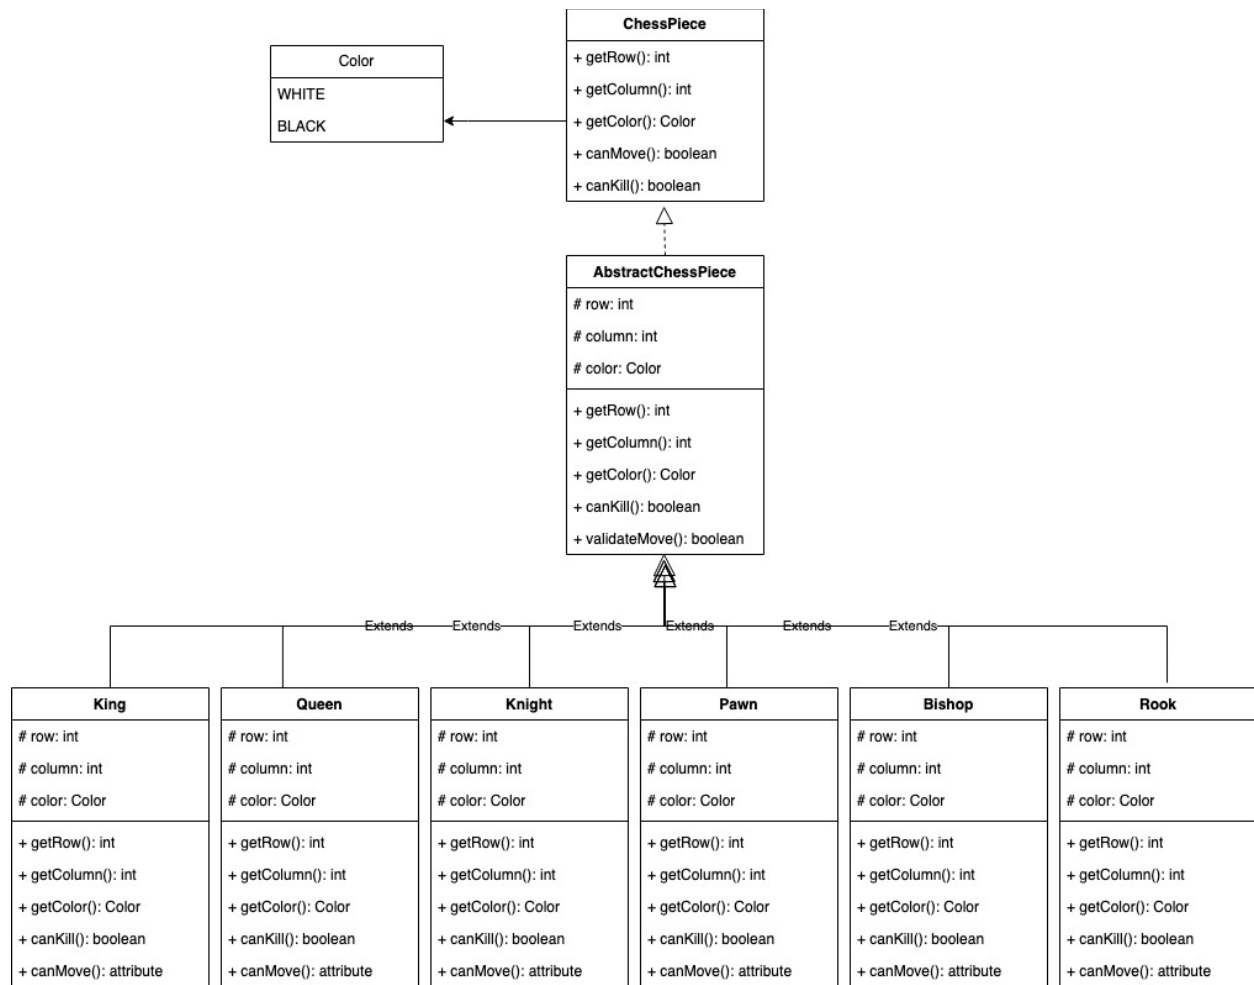 ChessPiece
+ getRow(): int
+ getColumn(): int
+ getColor(): Color
+ canMove(): boolean
+ canKill(): boolean
Color
WHITE
BLACK
AbstractChessPiece
# row: int
# column: int
# color: Color
+ getRow(): int
+ getColumn(): int
+ getColor(): Color
+ canKill(): boolean
+ validateMove(): boolean
Extends
Extends
Extends
Extends
Extends
Extends
King
# row: int
# column: int
# color: Color
+ getRow(): int
+ getColumn(): int
+ getColor(): Color
+ canKill(): boolean
+ canMove(): attribute
Queen
# row: int
# column: int
# color: Color
+ getRow(): int
+ getColumn(): int
+ getColor(): Color
+ canKill(): boolean
+ canMove(): attribute
Knight
# row: int
# column: int
# color: Color
+ getRow(): int
+ getColumn(): int
+ getColor(): Color
+ canKill(): boolean
+ canMove(): attribute
Pawn
# row: int
# column: int
# color: Color
+ getRow(): int
+ getColumn(): int
+ getColor(): Color
+ canKill(): boolean
+ canMove(): attribute
Bishop
# row: int
# column: int
# color: Color
+ getRow(): int
+ getColumn(): int
+ getColor(): Color
+ canKill(): boolean
+ canMove(): attribute
Rook
# row: int
# column: int
# color: Color
+ getRow(): int
+ getColumn(): int
+ getColor(): Color
+ canKill(): boolean
+ canMove(): attribute